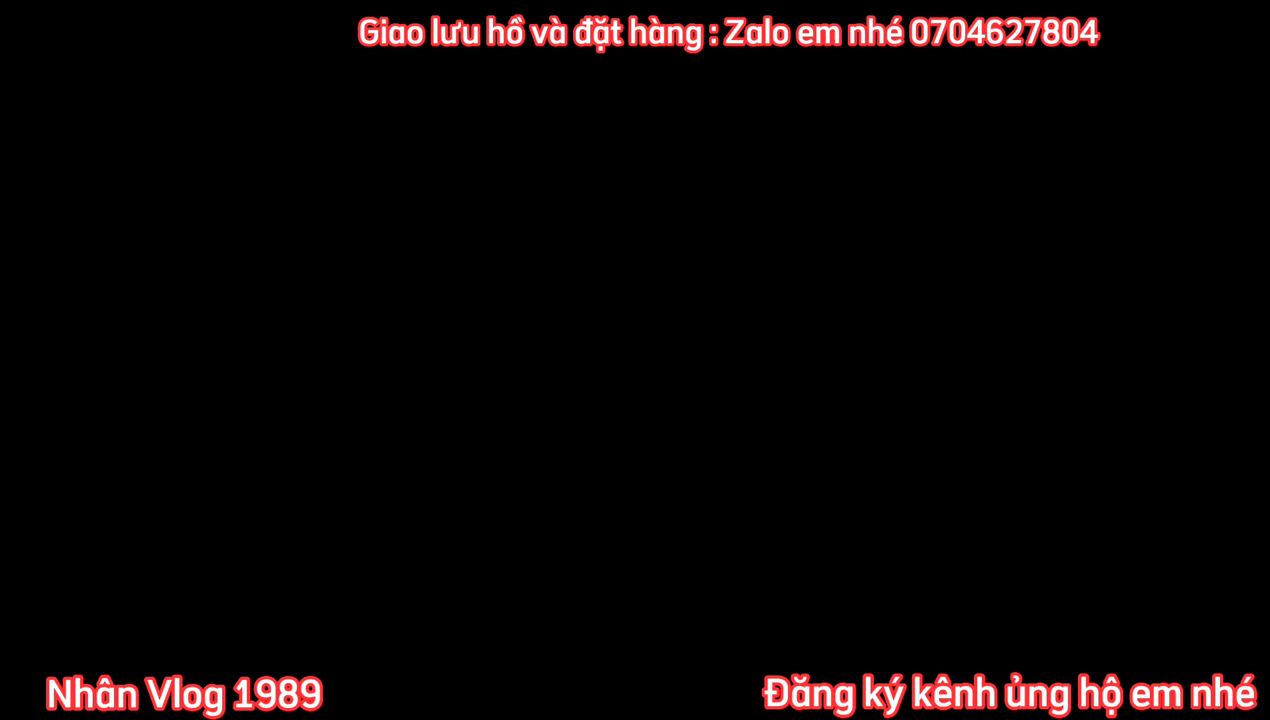 Giao lưu hồ và đặt hàng : Zalo em nhé 0704627804
Nhân Vlog 1989
Đăng ký kênh ủng hộ em nhé